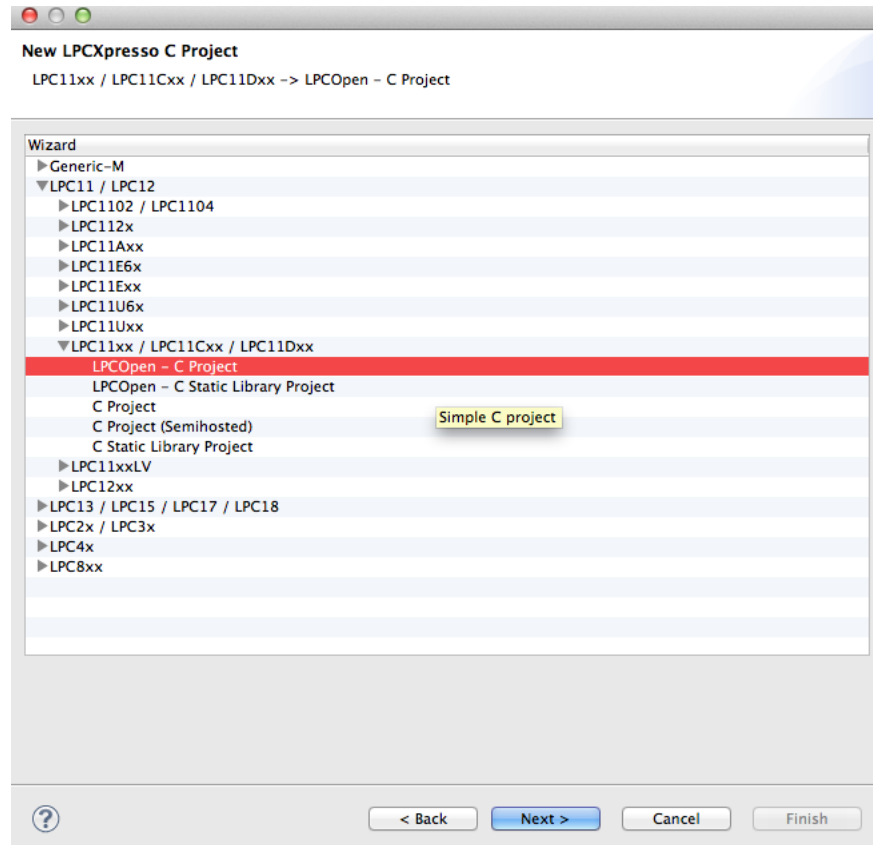 New LPCXpresso C Project
LPC11xx / LPC11Cxx / LPC11Dxx -> LPCOpen - C Project
Wizard
Generic-M
LPC11 / LPC12
LPC1102 / LPC1104
LPC112x
LPC11Axx
LPC11E6x
LPC11Exx
LPC11U6x
LPC11Uxx
LPC11xx / LPC11Cxx / LPC11Dxx
LPCOpen - C Project
LPCOpen - C Static Library Project
C Project
Simple C project
C Project (Semihosted)
C Static Library Project
LPC11xxLV
LPC12xx
LPC13 / LPC15 / LPC17 / LPC18
LPC2x / LPC3x
LPC4x
LPC8xx
? < Back Next > Cancel Finish